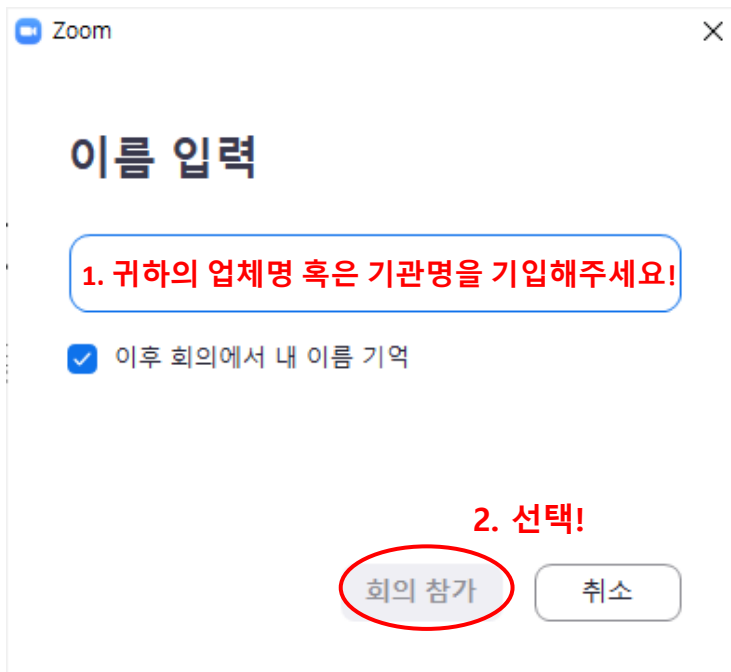 Zoom
이름 입력
1. 귀하의 업체명 혹은 기관명을 기입해주세요!
이후 회의에서 내 이름 기억
2. 선택!
회의 참가 취소